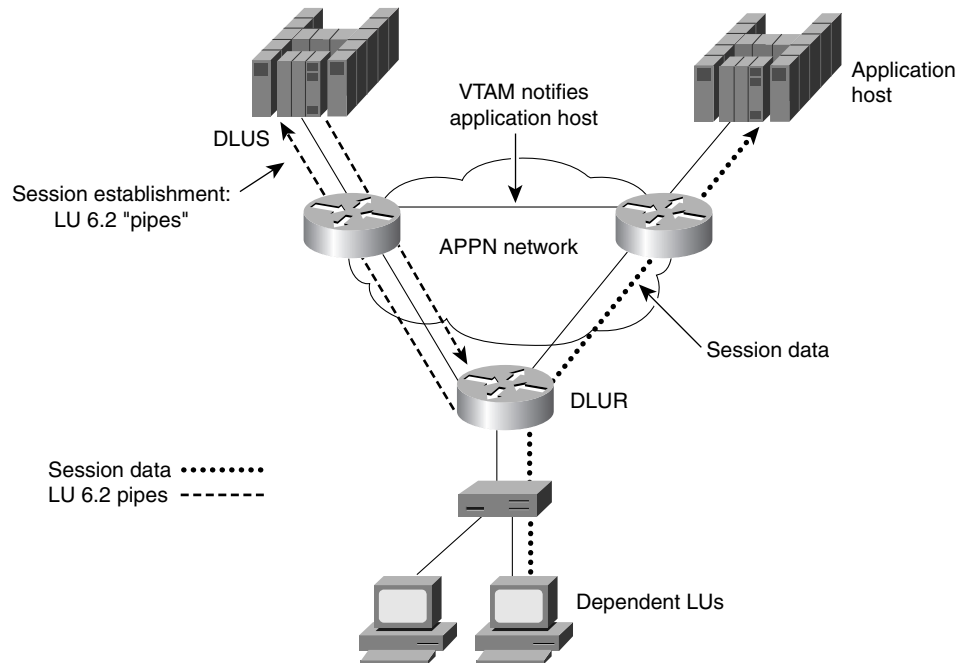 Application
host
VTAM notifies
application host
DLUS
Session establishment:
LU 6.2 "pipes"
APPN network
Session data
DLUR
Session data
LU 6.2 pipes
Dependent LUs